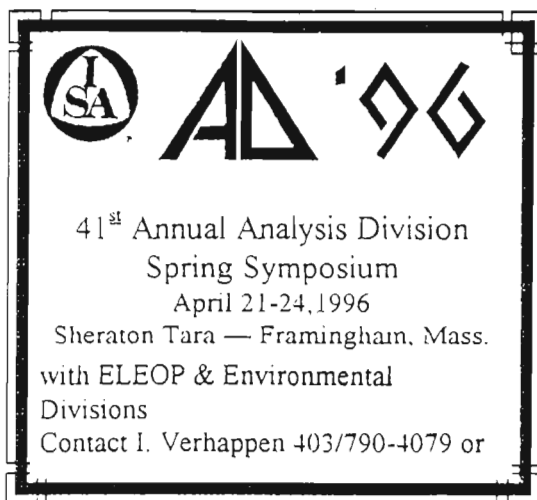 I
SA
AD '96
41st Annual Analysis Division
Spring Symposium
April 21-24, 1996
Sheraton Tara — Framingham, Mass.
with ELEOP & Environmental
Divisions
Contact I. Verhappen 403/790-4079 or